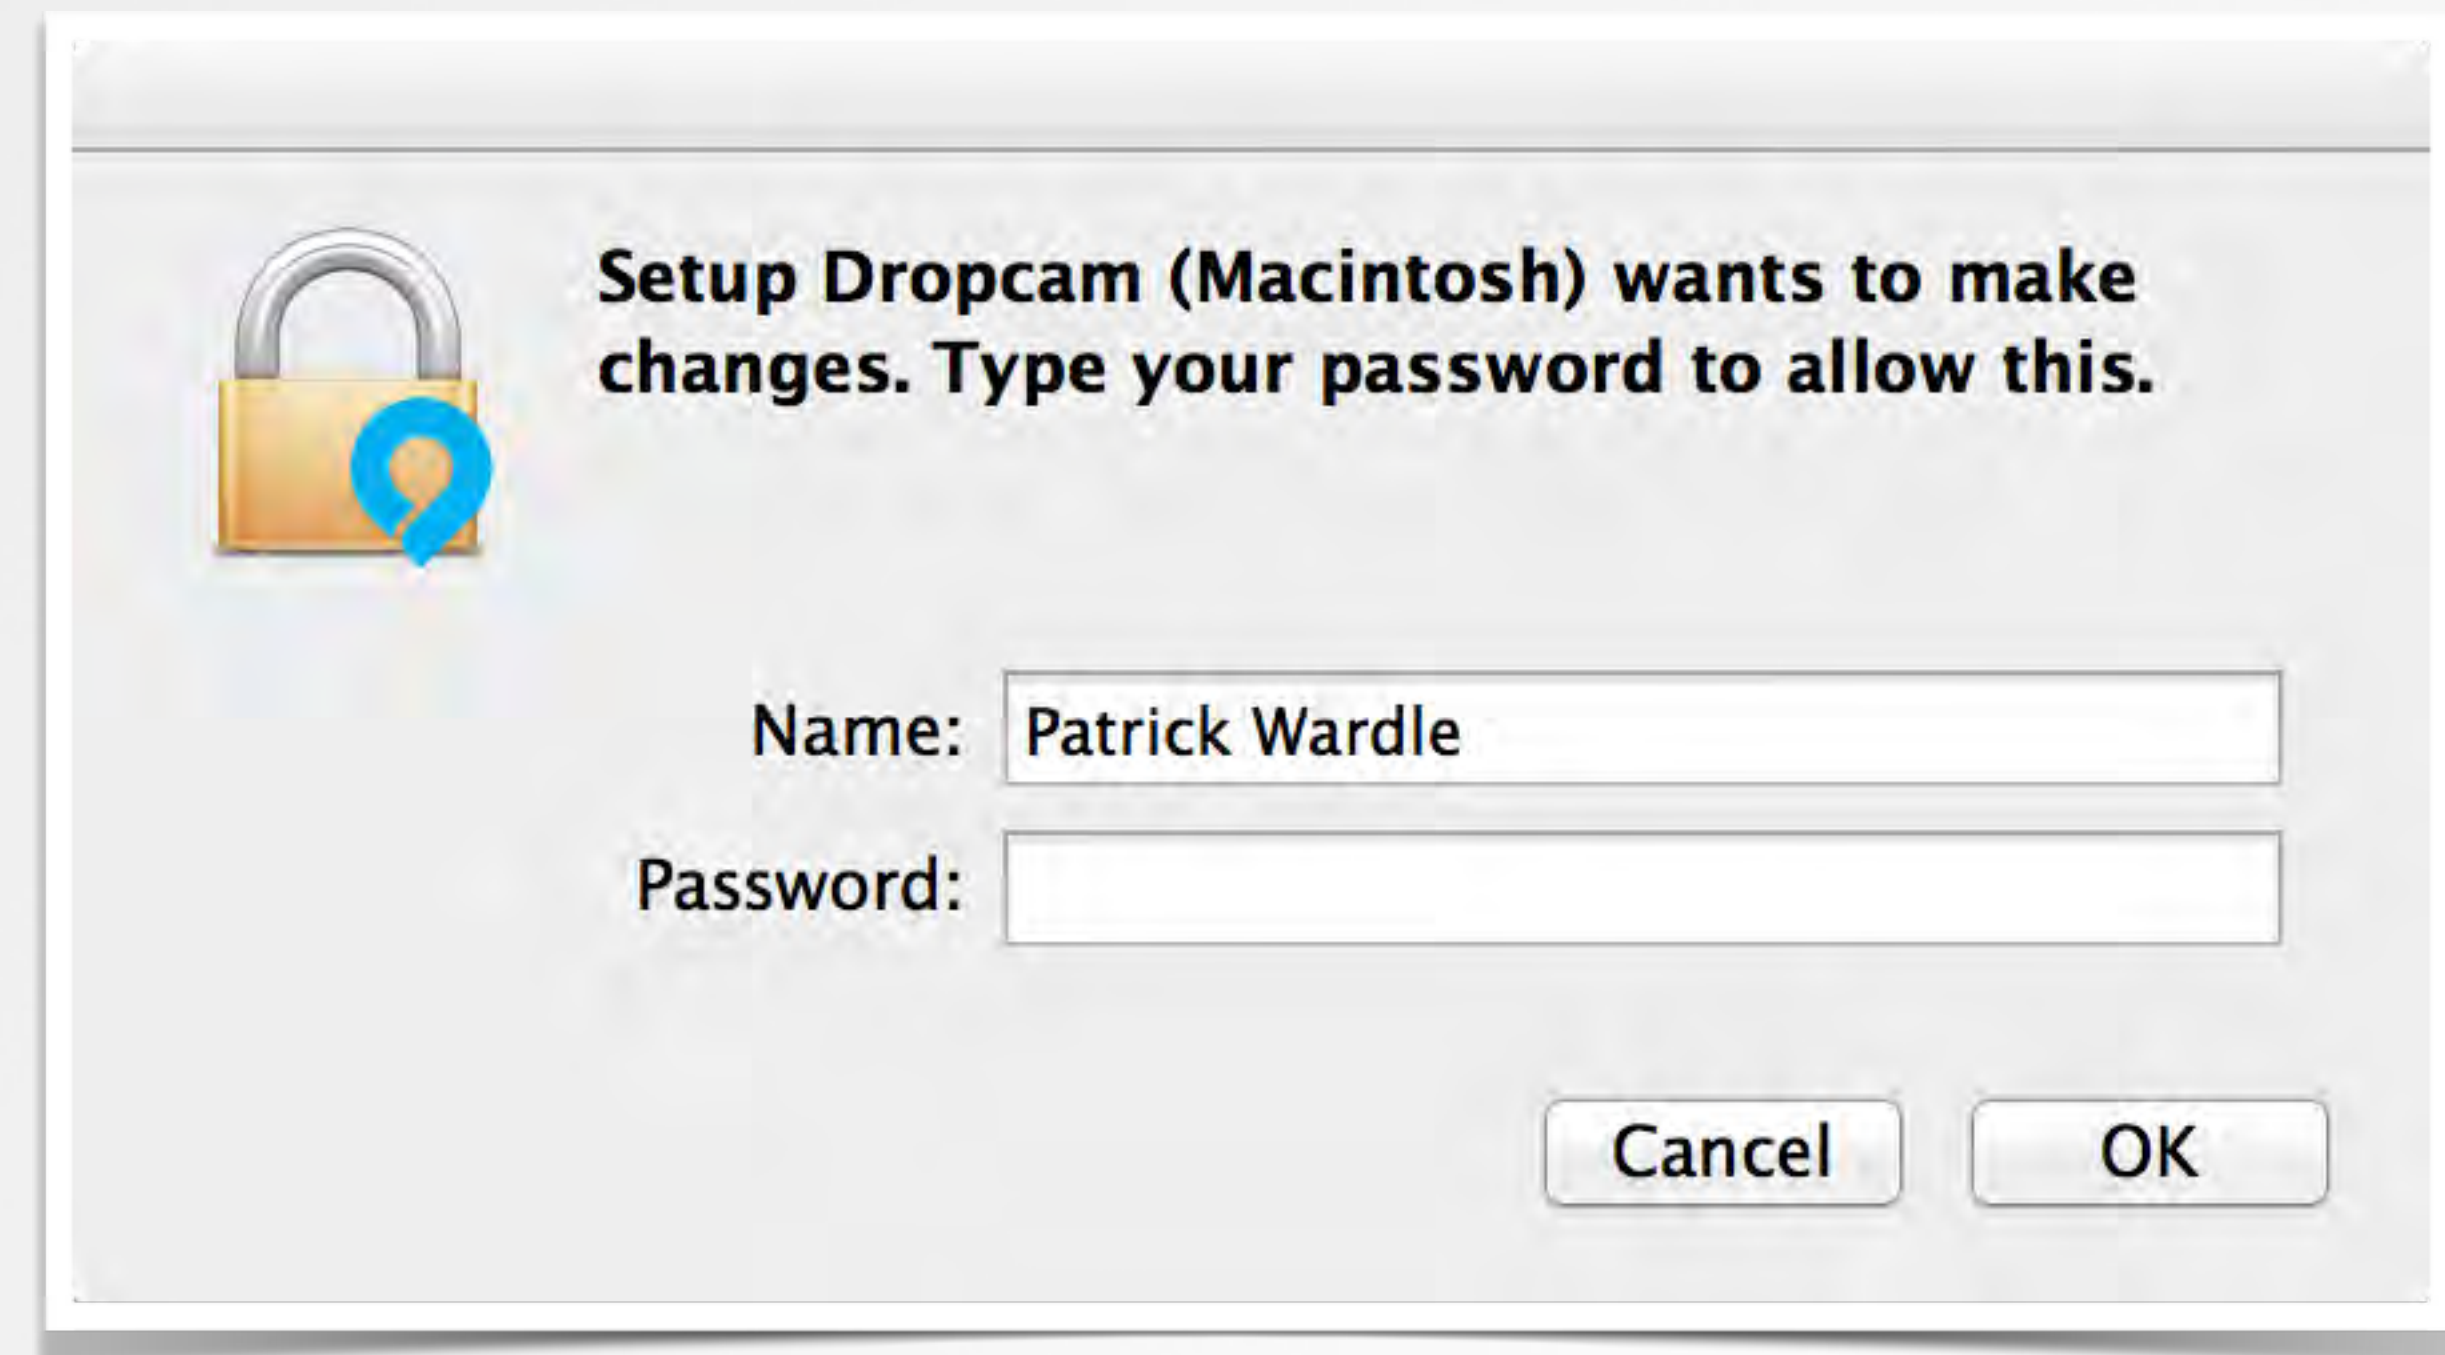 Setup Dropcam (Macintosh) wants to make
changes. Type your password to allow this.
Name: Patrick Wardle
Password:
Cancel OK